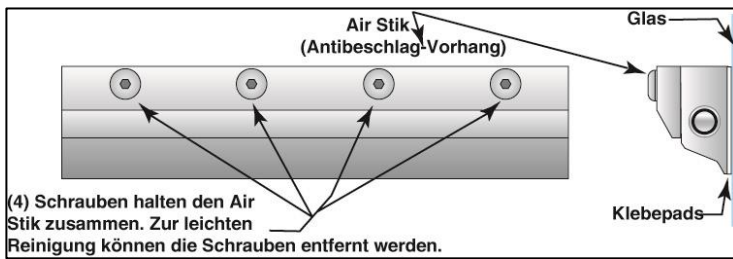 Air Stik
(Antibeschlag-Vorhang)
Glas
(4) Schrauben halten den Air
Stik zusammen. Zur leichten
Reinigung können die Schrauben entfernt werden.
Klebepads